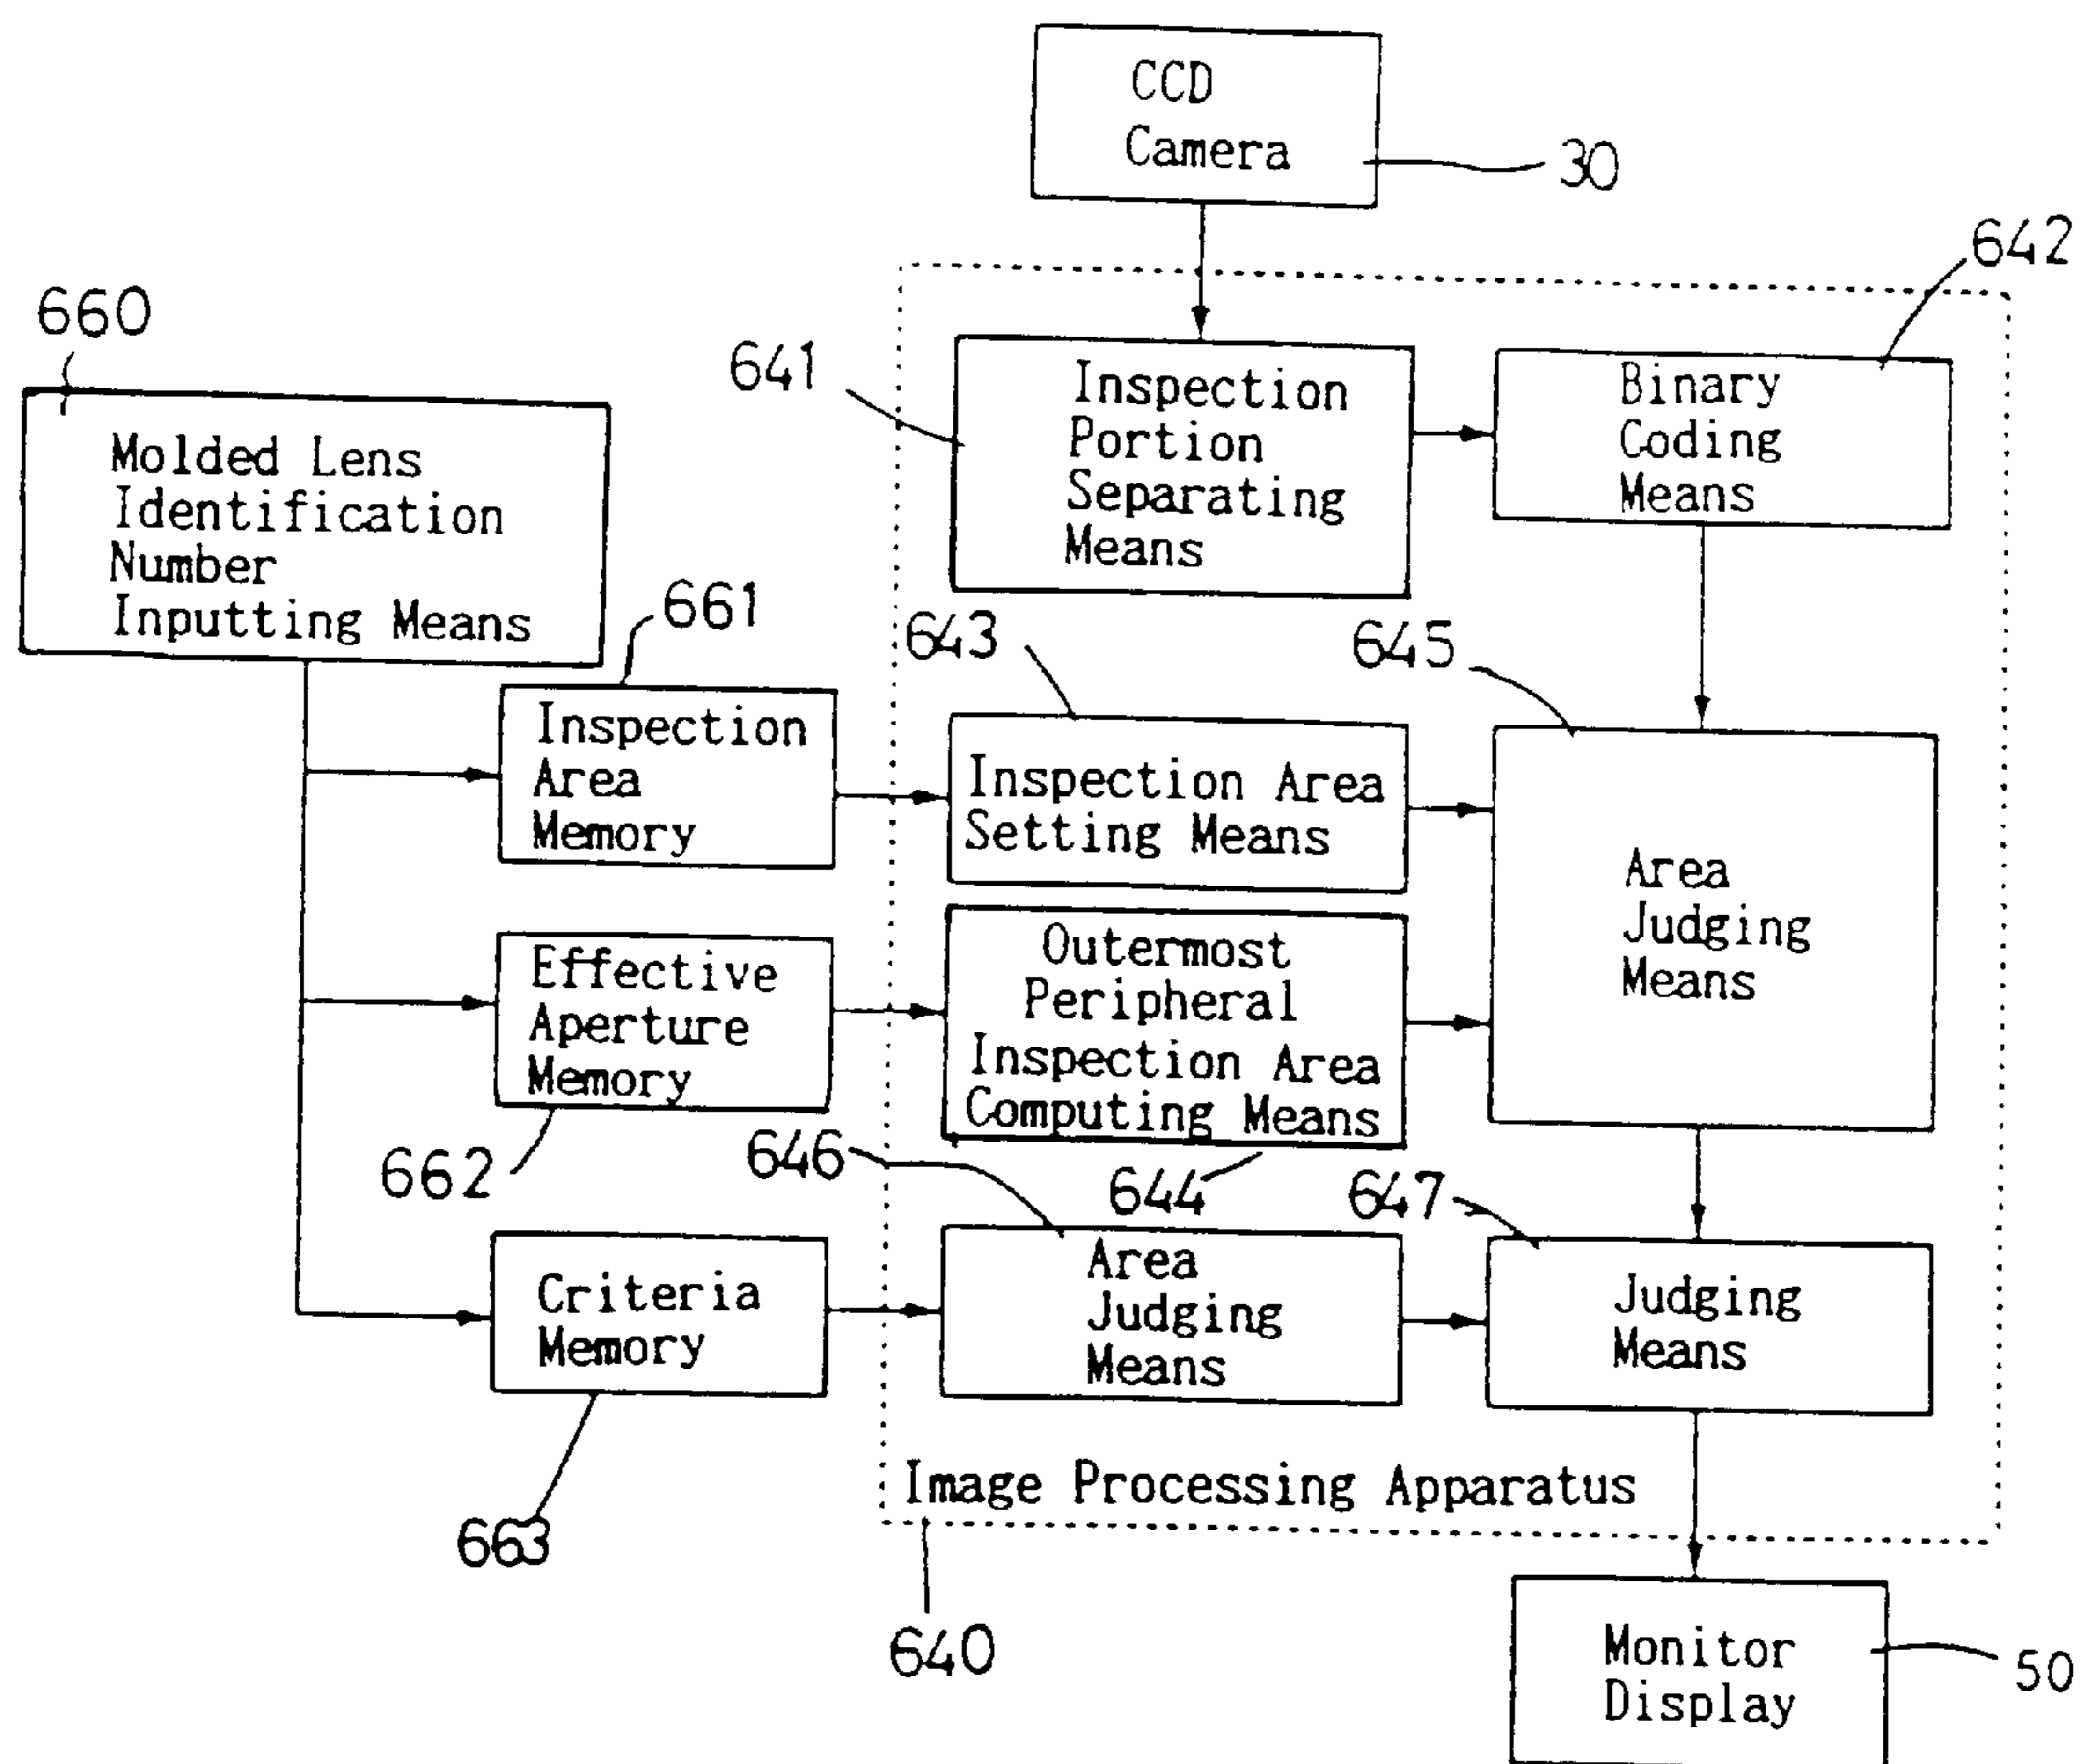 CCD
Camera
30
642
660
641
Inspection
Portion
Separating
Means
Binary
Coding
Means
Molded Lens
Identification
Number
Inputting Means
661
643
645
Inspection
Area
Memory
Inspection Area
Setting Means
Area
Judging
Means
Effective
Aperture
Memory
Outermost
Peripheral
Inspection Area
Computing Means
662
646
644
647
Criteria
Memory
Area
Judging
Means
Judging
Means
Image Processing Apparatus
663
640
Monitor
Display
50